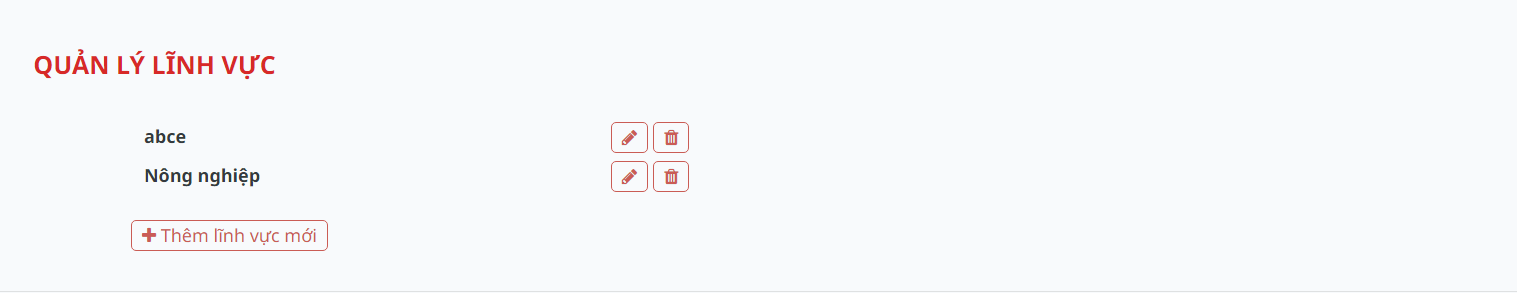 QUẢN LÝ LĨNH VỰC
abce
Nông nghiệp
Thêm lĩnh vực mới